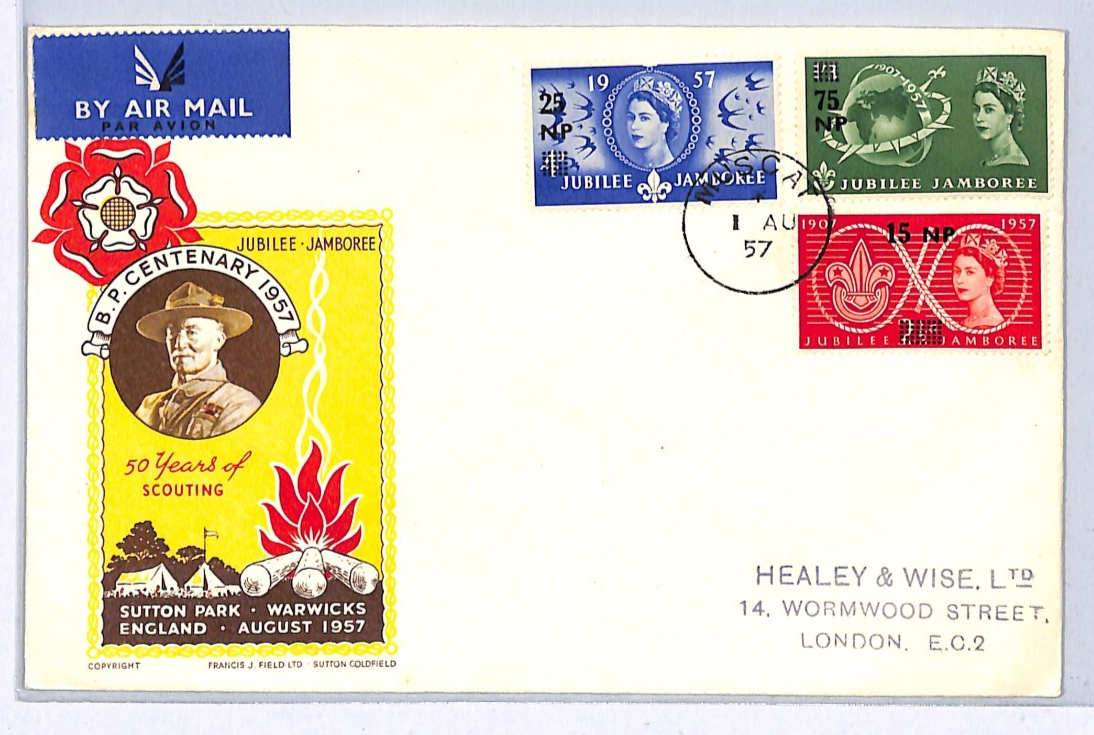 BY AIR MAIL
PAR AVION
JUBILEE · JAMBOREE
B.P. CENTENARY 1957
50 Years of
SCOUTING
SUTTON PARK · WARWICKS
ENGLAND · AUGUST 1957
COPYRIGHT FRANCIS J. FIELD LTD · SUTTON COLDFIELD
19 57
25
NP
JUBILEE JAMBOREE
1907-1957
75
NP
JUBILEE JAMBOREE
1907 15 NP 1957
JUBILEE JAMBOREE
MUSCAT
1 AU
57
HEALEY & WISE, LTD
14, WORMWOOD STREET,
LONDON, E.C.2